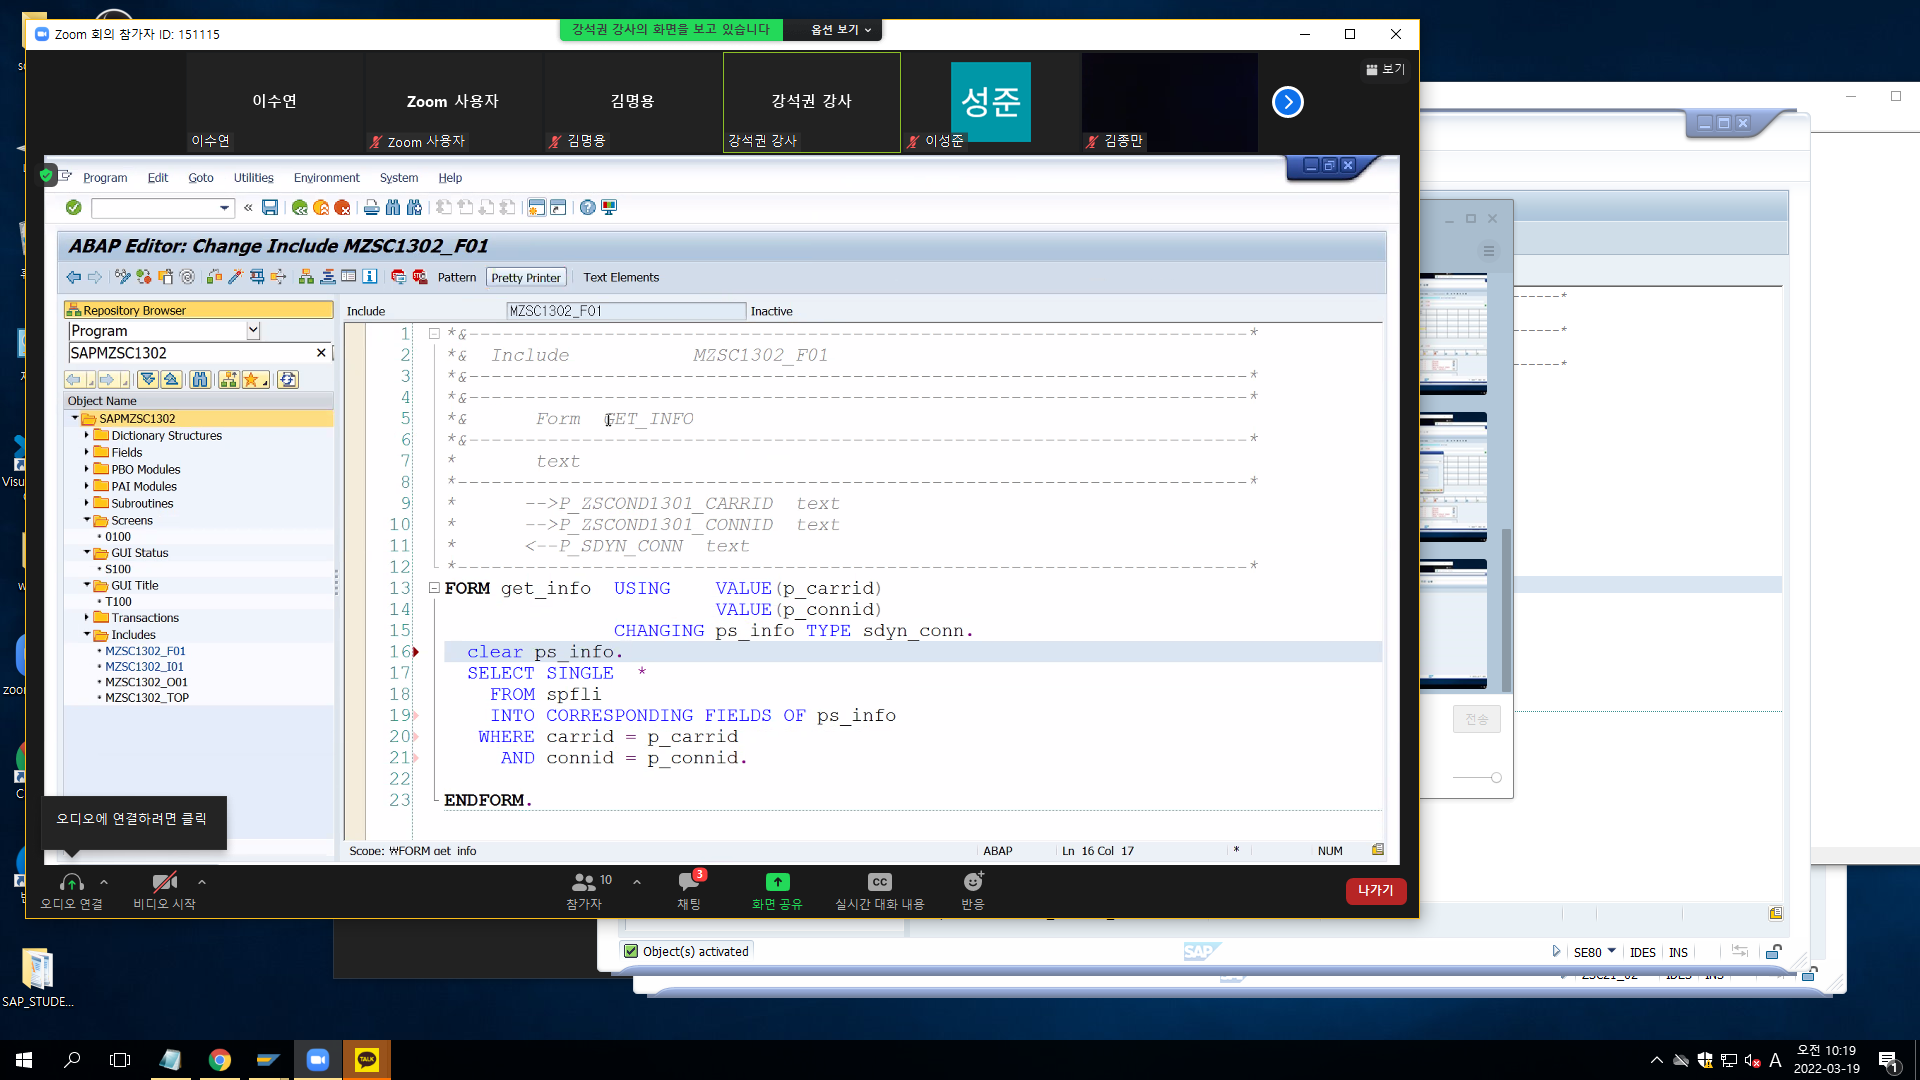 Zoom 회의 참가자 ID: 151115
강석권 강사의 화면을 보고 있습니다
옵션 보기
이수연
Zoom 사용자
김명용
강석권 강사
성준
이수연
Zoom 사용자
김명용
강석권 강사
이성준
김종만
보기
Program Edit Goto Utilities Environment System Help
ABAP Editor: Change Include MZSC1302_F01
Pattern Pretty Printer Text Elements
Repository Browser
Program
SAPMZSC1302
Object Name
SAPMZSC1302
Dictionary Structures
Fields
PBO Modules
PAI Modules
Subroutines
Screens
0100
GUI Status
S100
GUI Title
T100
Transactions
Includes
MZSC1302_F01
MZSC1302_I01
MZSC1302_O01
MZSC1302_TOP
Include MZSC1302_F01 Inactive
1 *&---------------------------------------------------------------------*
2 *& Include MZSC1302_F01
3 *&---------------------------------------------------------------------*
4 *&---------------------------------------------------------------------*
5 *& Form GET_INFO
6 *&---------------------------------------------------------------------*
7 * text
8 *----------------------------------------------------------------------*
9 * -->P_ZSCOND1301_CARRID text
10 * -->P_ZSCOND1301_CONNID text
11 * <--P_SDYN_CONN text
12 *----------------------------------------------------------------------*
13 FORM get_info USING VALUE(p_carrid)
14 VALUE(p_connid)
15 CHANGING ps_info TYPE sdyn_conn.
16 clear ps_info.
17 SELECT SINGLE *
18 FROM spfli
19 INTO CORRESPONDING FIELDS OF ps_info
20 WHERE carrid = p_carrid
21 AND connid = p_connid.
22
23 ENDFORM.
Scope: ₩FORM get_info ABAP Ln 16 Col 17 * NUM
오디오에 연결하려면 클릭
오디오 연결
비디오 시작
10
참가자
3
채팅
화면 공유
CC
실시간 대화 내용
반응
나가기
전송
Object(s) activated
SAP
SE80 IDES INS
ZSC21_02 IDES INS
SAP_STUDE...
TALK
A
오전 10:19
2022-03-19
1